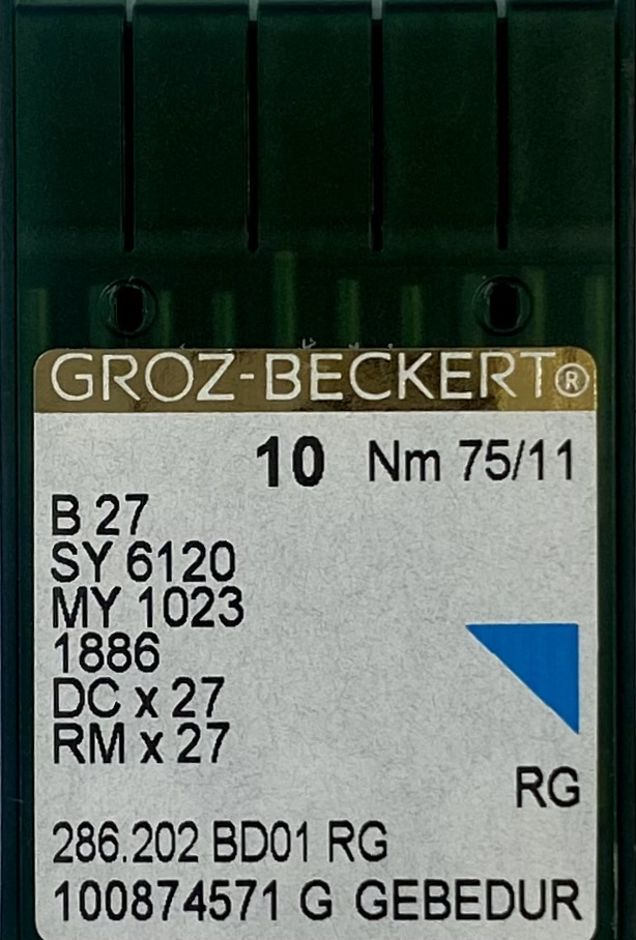 GROZ-BECKERT®
10 Nm 75/11
B 27
SY 6120
MY 1023
1886
DC x 27
RM x 27
RG
286.202 BD01 RG
100874571 G GEBEDUR